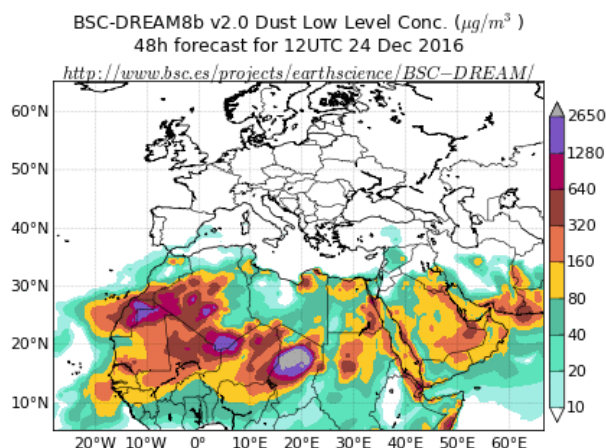 BSC-DREAM8b v2.0 Dust Low Level Conc. (μg/m³ )
48h forecast for 12UTC 24 Dec 2016
http://www.bsc.es/projects/earthscience/BSC−DREAM/
60°N
50°N
40°N
30°N
20°N
10°N
20°W 10°W 0° 10°E 20°E 30°E 40°E 50°E 60°E
2650
1280
640
320
160
80
40
20
10